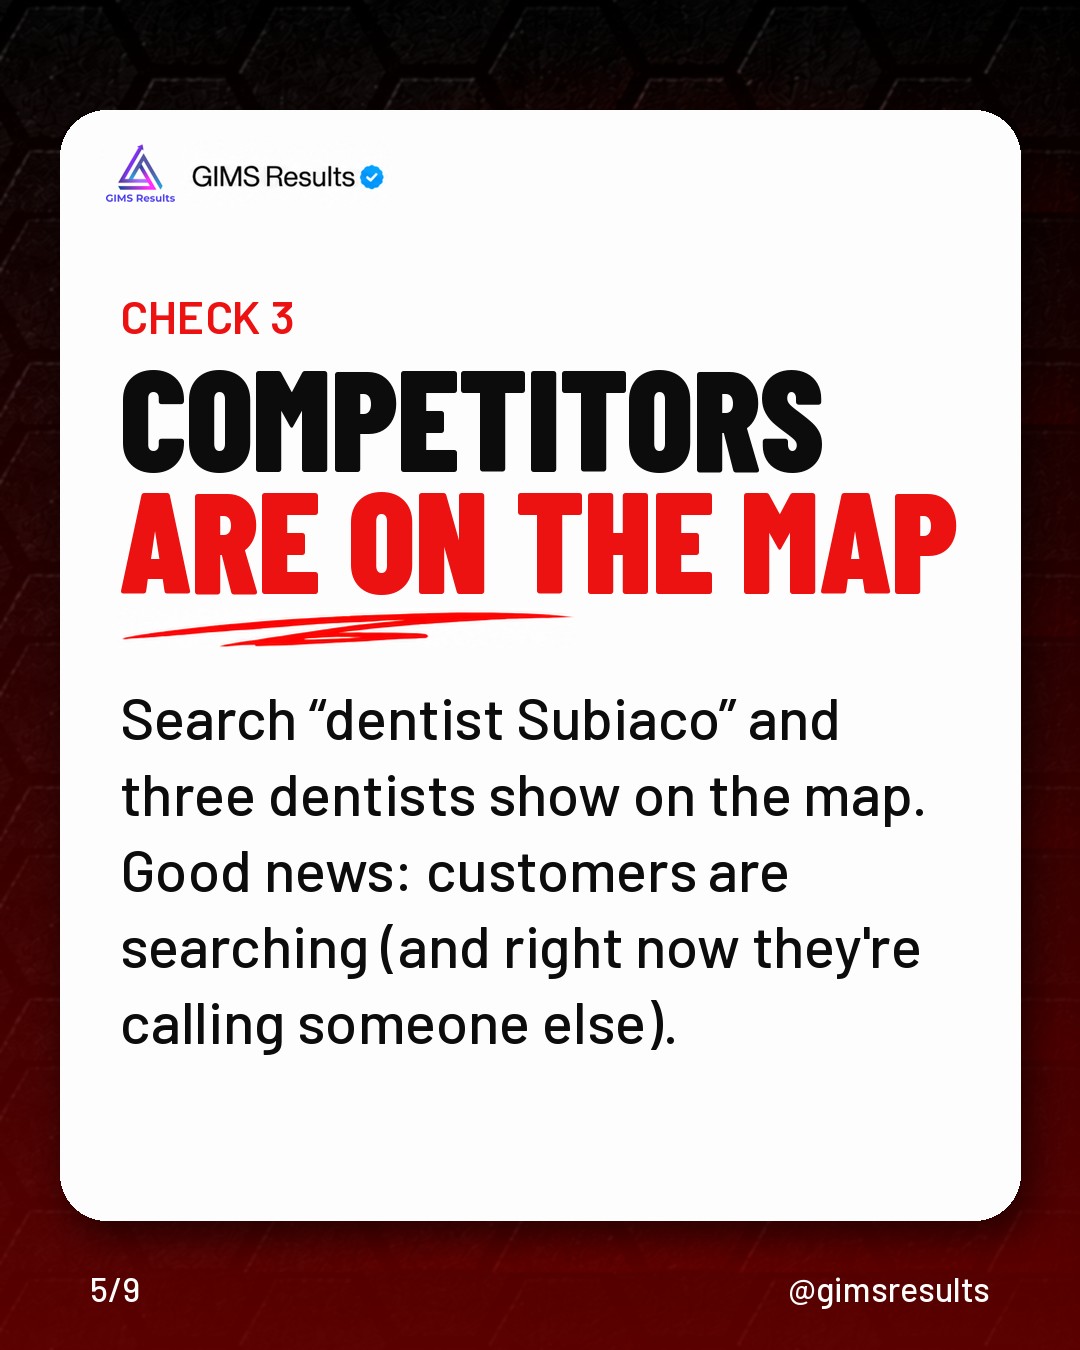 GIMS Results
GIMS Results
CHECK 3
COMPETITORS
ARE ON THE MAP
Search “dentist Subiaco” and
three dentists show on the map.
Good news: customers are
searching (and right now they're
calling someone else).
5/9
@gimsresults